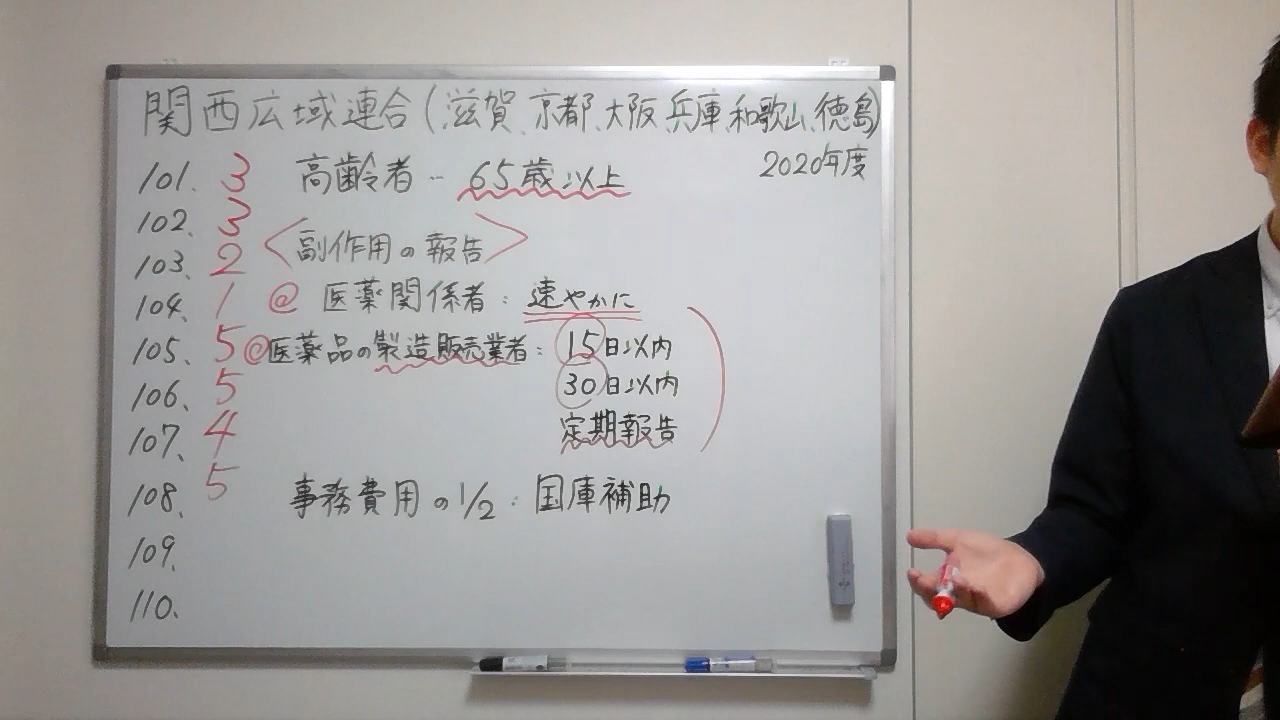 関西広域連合(滋賀、京都、大阪、兵庫、和歌山、徳島)
2020年度
101. 3 高齢者… 65歳以上
102. 3
<副作用の報告>
103. 2
104. 1 @ 医薬関係者: 速やかに
105. 5 @医薬品の製造販売業者: 15日以内
106. 5 30日以内
107. 4 定期報告
108. 5 事務費用の1/2: 国庫補助
109.
110.